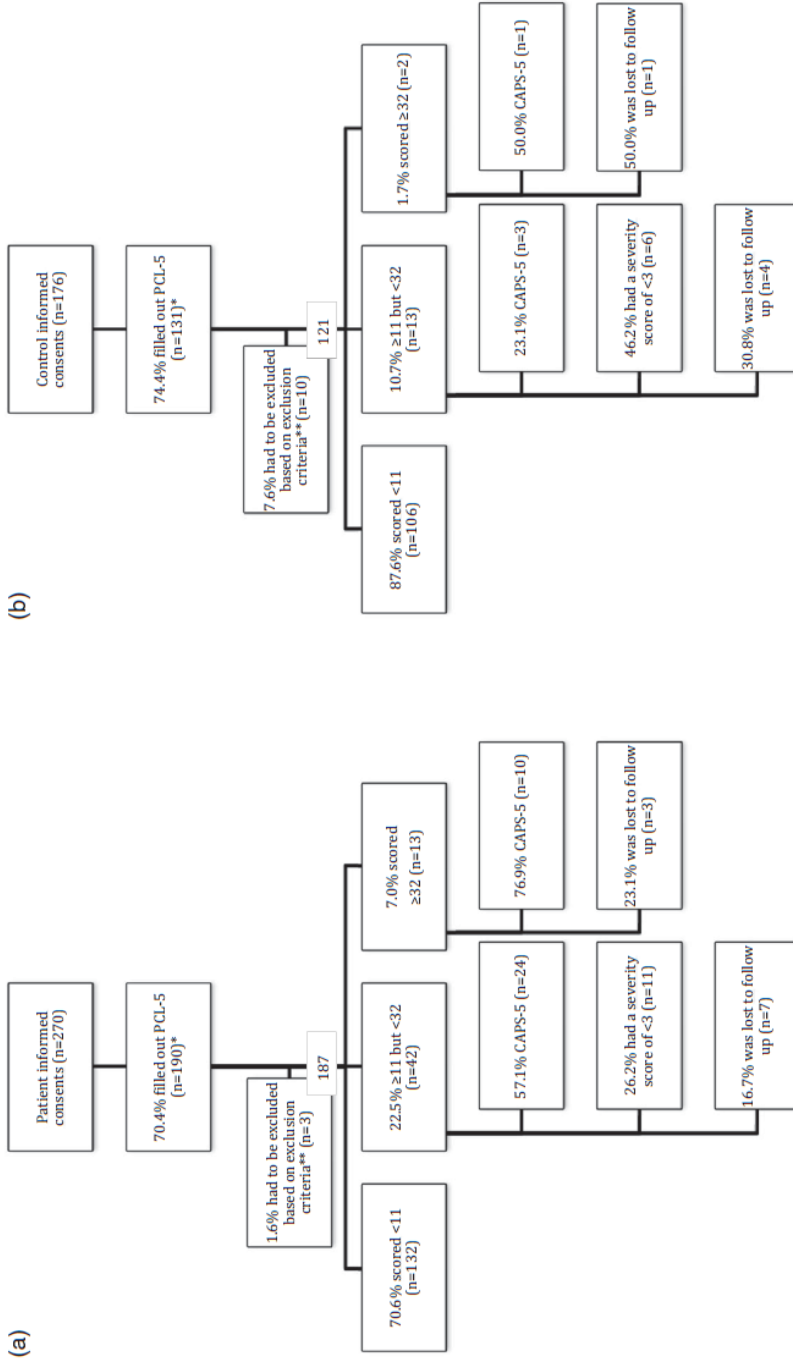 (a)
Patient informed
consents (n=270)
70.4% filled out PCL-5
(n=190)*
1.6% had to be excluded
based on exclusion
criteria** (n=3)
187
70.6% scored <11
(n=132)
22.5% ≥11 but <32
(n=42)
7.0% scored
≥32 (n=13)
57.1% CAPS-5 (n=24)
26.2% had a severity
score of <3 (n=11)
16.7% was lost to follow
up (n=7)
76.9% CAPS-5 (n=10)
23.1% was lost to follow
up (n=3)
(b)
Control informed
consents (n=176)
74.4% filled out PCL-5
(n=131)*
7.6% had to be excluded
based on exclusion
criteria** (n=10)
121
87.6% scored <11
(n=106)
10.7% ≥11 but <32
(n=13)
1.7% scored ≥32 (n=2)
23.1% CAPS-5 (n=3)
46.2% had a severity
score of <3 (n=6)
30.8% was lost to follow
up (n=4)
50.0% CAPS-5 (n=1)
50.0% was lost to follow
up (n=1)